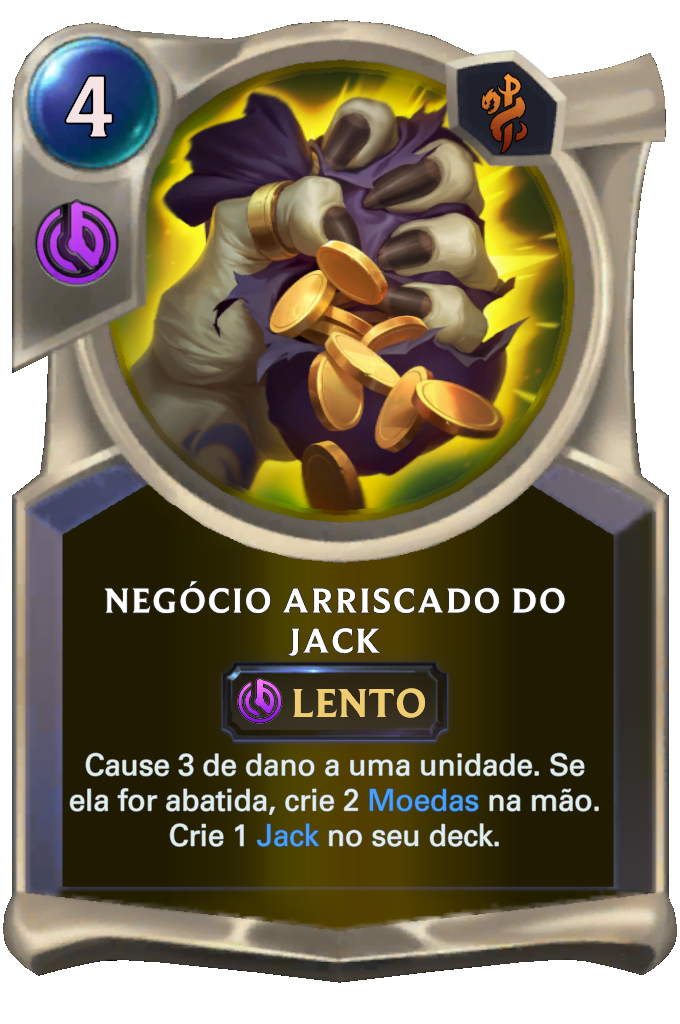 4
NEGÓCIO ARRISCADO DO
JACK
LENTO
Cause 3 de dano a uma unidade. Se
ela for abatida, crie 2 Moedas na mão.
Crie 1 Jack no seu deck.